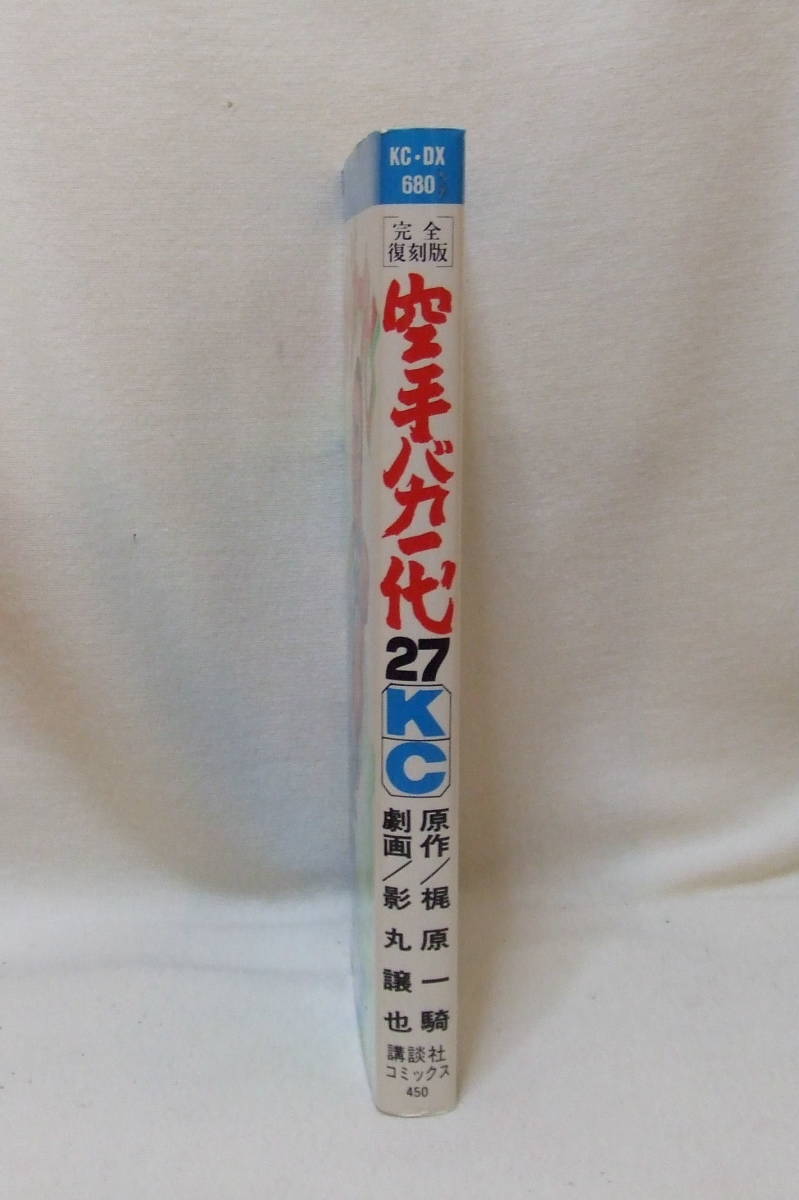 KC・DX
680
完全
復刻版
空手バカ一代
27
KC
原作／梶原一騎
劇画／影丸譲也
講談社
コミックス
450